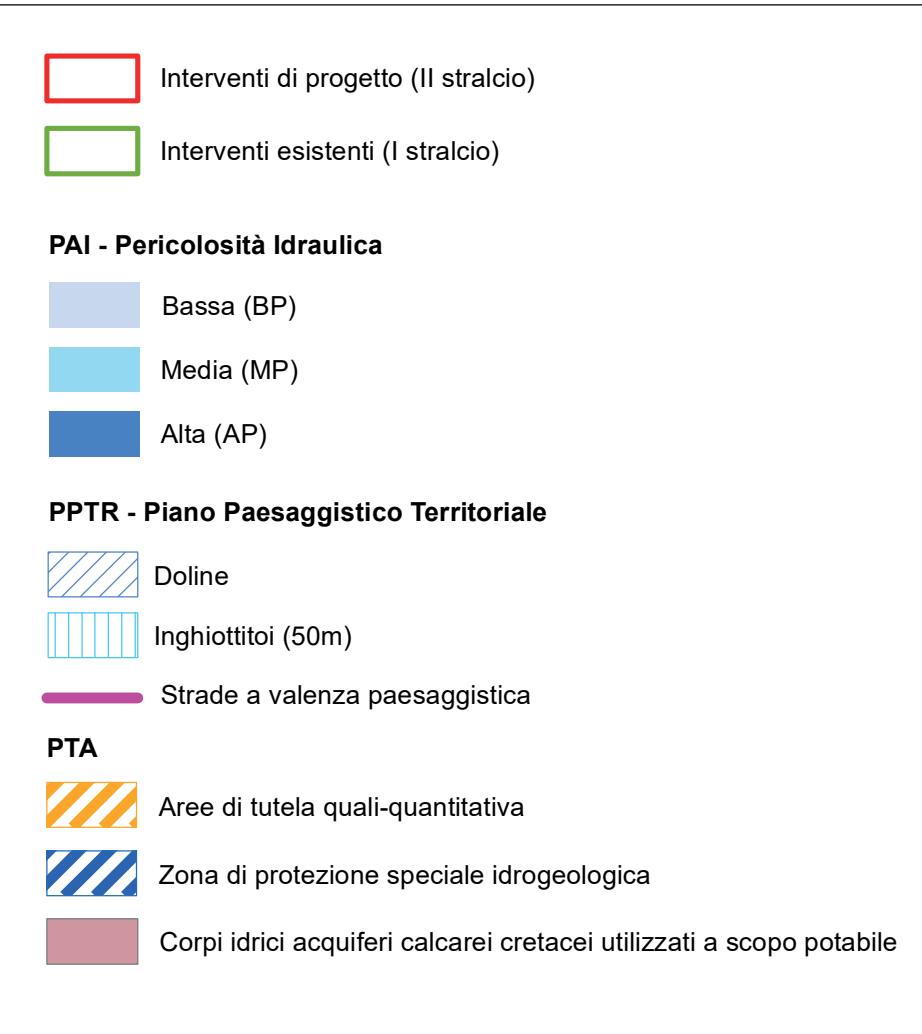 Interventi di progetto (II stralcio)
Interventi esistenti (I stralcio)
PAI - Pericolosità Idraulica
Bassa (BP)
Media (MP)
Alta (AP)
PPTR - Piano Paesaggistico Territoriale
Doline
Inghiottitoi (50m)
Strade a valenza paesaggistica
PTA
Aree di tutela quali-quantitativa
Zona di protezione speciale idrogeologica
Corpi idrici acquiferi calcarei cretacei utilizzati a scopo potabile